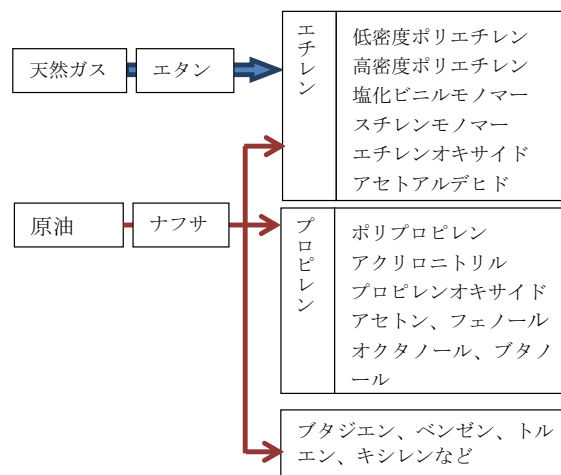 天然ガス
エタン
エチレン
低密度ポリエチレン
高密度ポリエチレン
塩化ビニルモノマー
スチレンモノマー
エチレンオキサイド
アセトアルデヒド
原油
ナフサ
プロピレン
ポリプロピレン
アクリロニトリル
プロピレンオキサイド
アセトン、フェノール
オクタノール、ブタノ
ール
ブタジエン、ベンゼン、トル
エン、キシレンなど